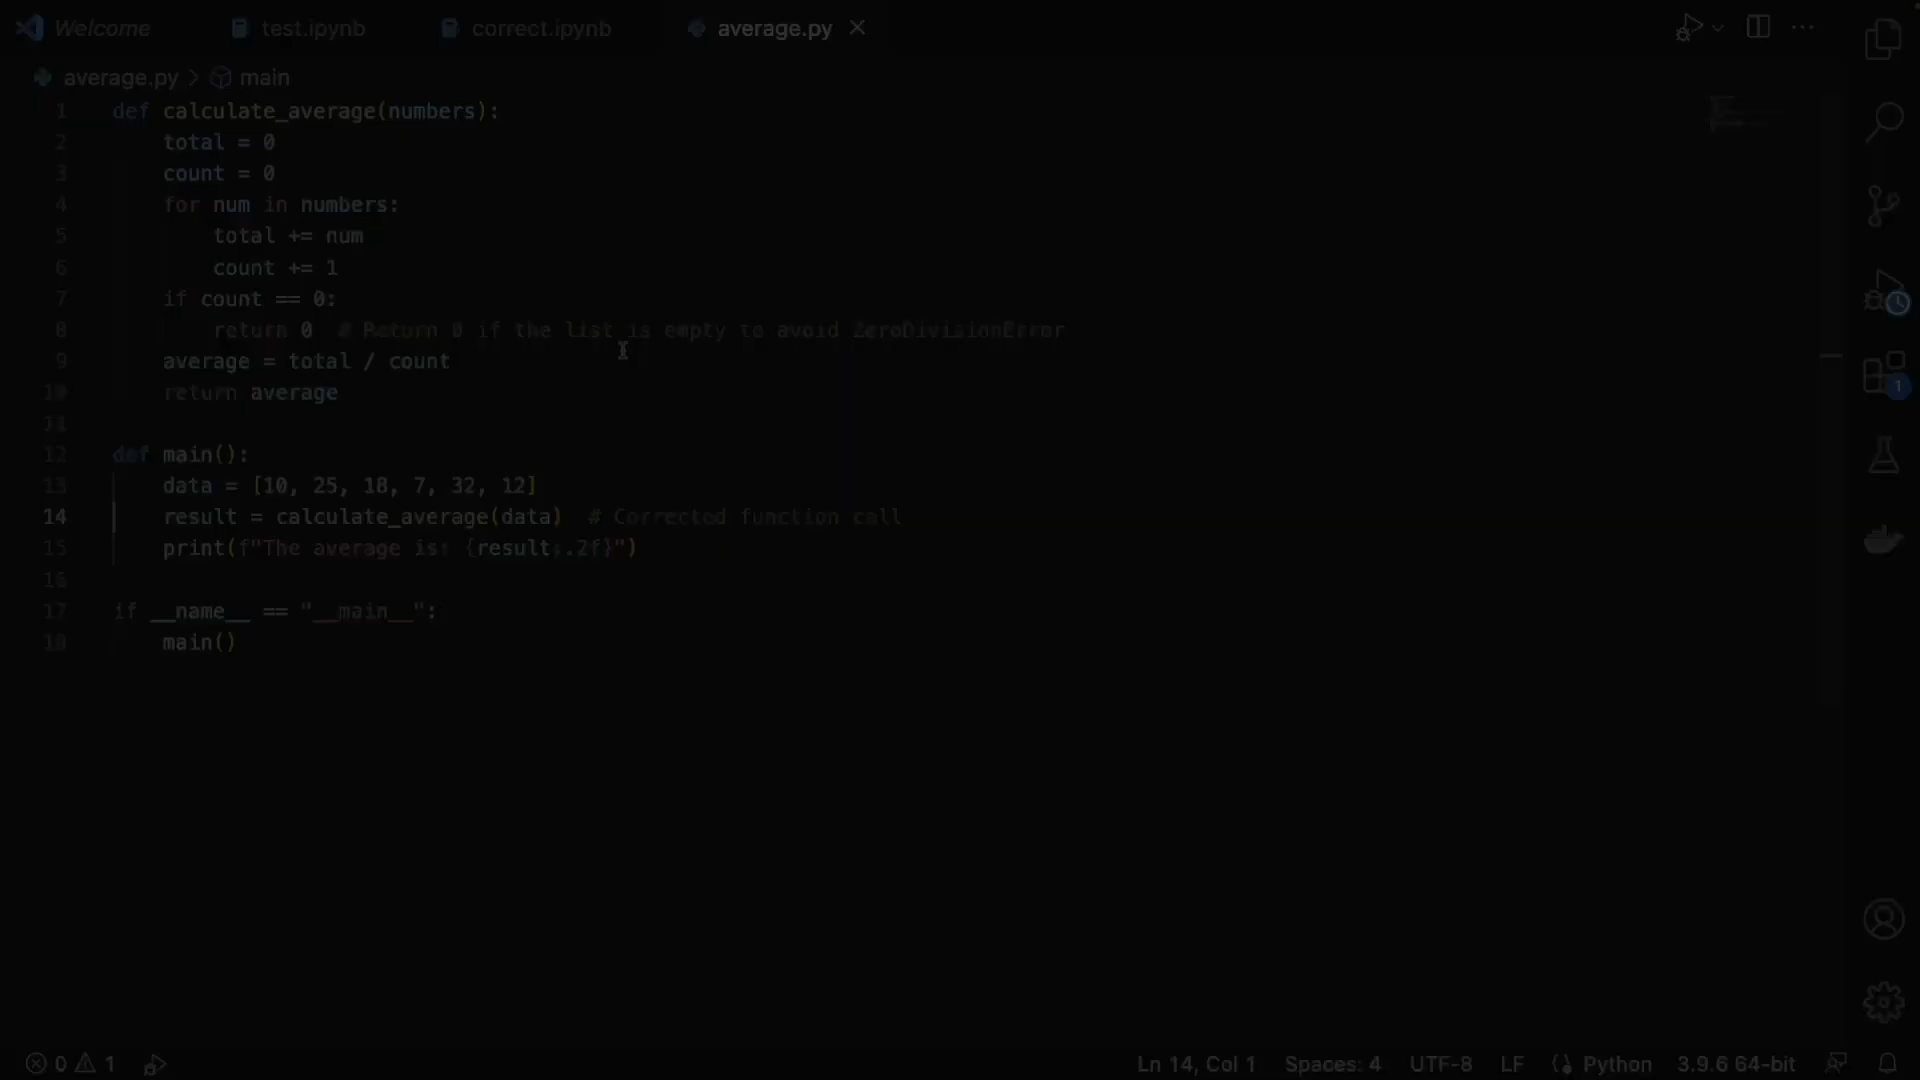 Welcome test.ipynb correct.ipynb average.py
average.py > main
1 def calculate_average(numbers):
2     total = 0
3     count = 0
4     for num in numbers:
5         total += num
6         count += 1
7     if count == 0:
8         return 0  # Return 0 if the list is empty to avoid ZeroDivisionError
9     average = total / count
10     return average
11
12 def main():
13     data = [10, 25, 18, 7, 32, 12]
14     result = calculate_average(data)  # Corrected function call
15     print(f"The average is: {result:.2f}")
16
17 if __name__ == "__main__":
18     main()
1
0 1 Ln 14, Col 1 Spaces: 4 UTF-8 LF Python 3.9.6 64-bit